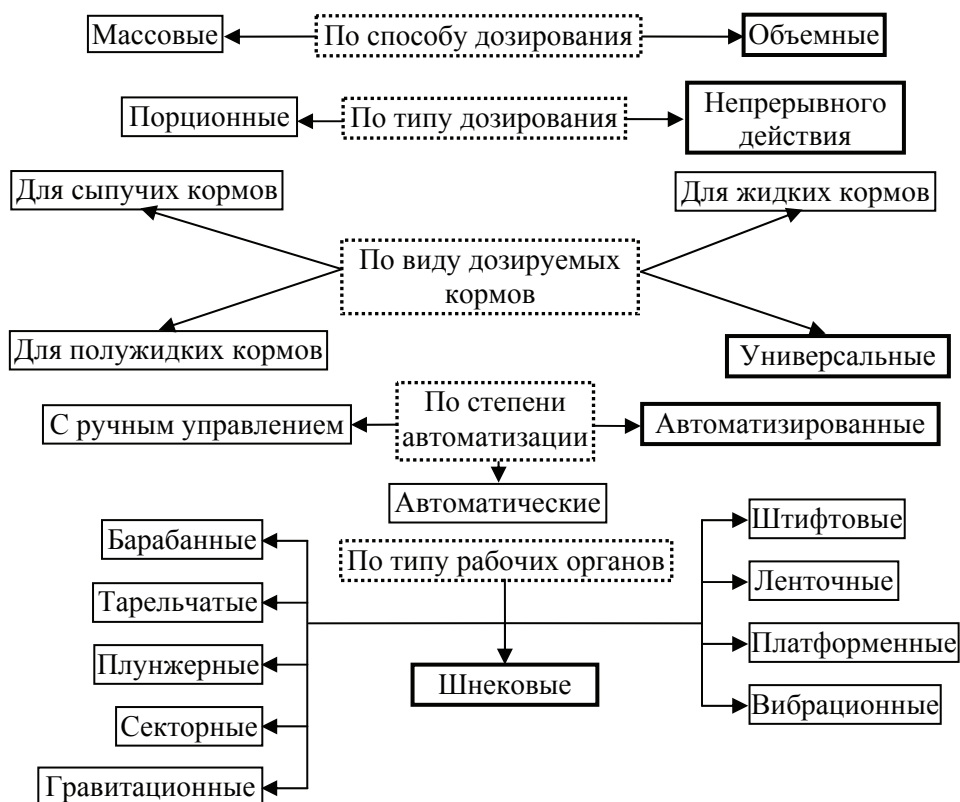 Массовые
По способу дозирования
Объемные
Порционные
По типу дозирования
Непрерывного
действия
Для сыпучих кормов
Для жидких кормов
По виду дозируемых
кормов
Для полужидких кормов
Универсальные
С ручным управлением
По степени
автоматизации
Автоматизированные
Автоматические
По типу рабочих органов
Барабанные
Тарельчатые
Плунжерные
Секторные
Гравитационные
Шнековые
Штифтовые
Ленточные
Платформенные
Вибрационные